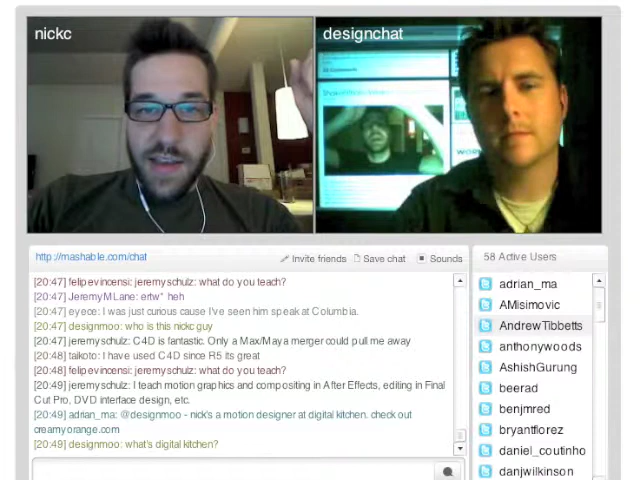 nickc
designchat
http://mashable.com/chat
Invite friends
Save chat
Sounds
58 Active Users
[20:47] felipevincensi: jeremyschulz: what do you teach?
[20:47] JeremyMLane: ertw* heh
[20:47] eyece: I was just curious cause I've seen him speak at Columbia.
[20:47] designmoo: who is this nickc guy
[20:47] jeremyschulz: C4D is fantastic. Only a Max/Maya merger could pull me away
[20:48] taikoto: I have used C4D since R5 its great
[20:48] felipevincensi: jeremyschulz: what do you teach?
[20:49] jeremyschulz: I teach motion graphics and compositing in After Effects, editing in Final
Cut Pro, DVD interface design, etc.
[20:49] adrian_ma: @designmoo - nick's a motion designer at digital kitchen. check out
creamyorange.com
[20:49] designmoo: what's digital kitchen?
adrian_ma
AMisimovic
AndrewTibbetts
anthonywoods
AshishGurung
beerad
benjmred
bryantflorez
daniel_coutinho
danjwilkinson